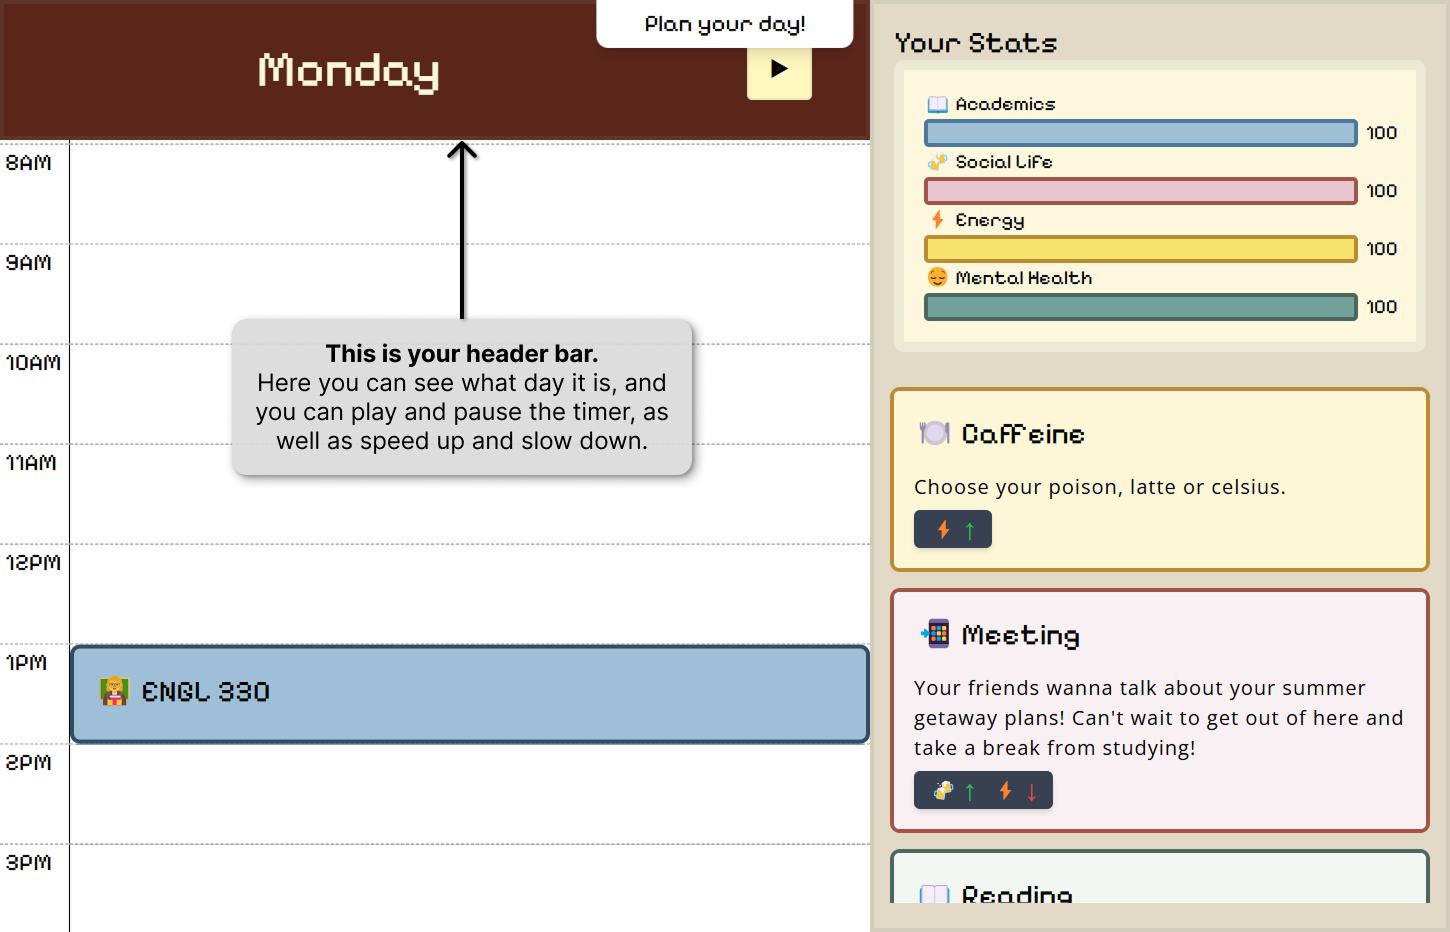 Plan your day!
Monday
8AM
9AM
10AM
11AM
12PM
1PM
2PM
3PM
This is your header bar.
Here you can see what day it is, and
you can play and pause the timer, as
well as speed up and slow down.
ENGL 330
Your Stats
Academics
100
Social Life
100
Energy
100
Mental Health
100
Caffeine
Choose your poison, latte or celsius.
Meeting
Your friends wanna talk about your summer
getaway plans! Can't wait to get out of here and
take a break from studying!
Reading